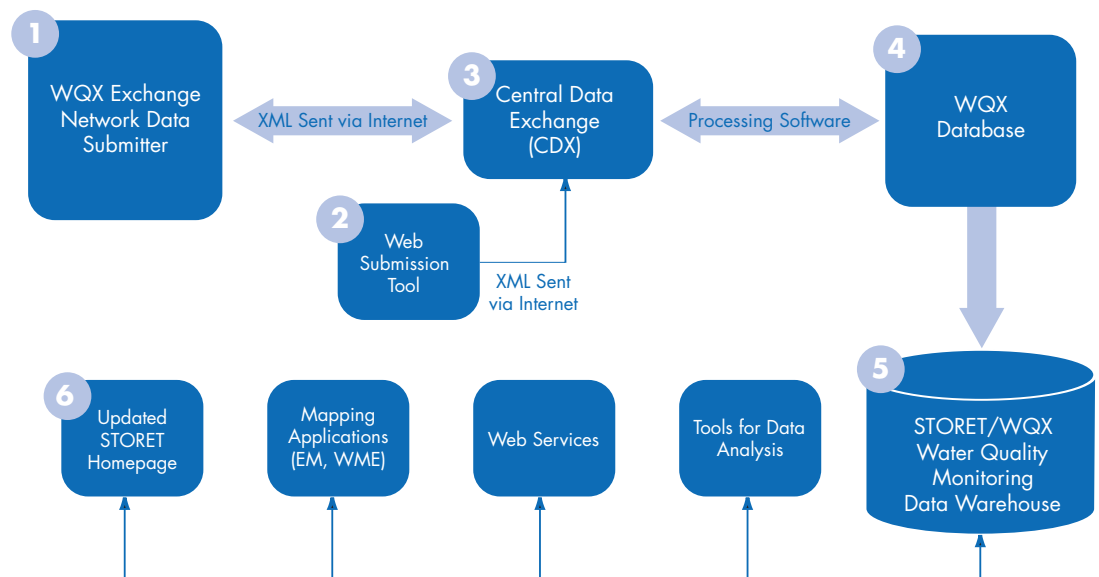 1
WQX Exchange
Network Data
Submitter
XML Sent via Internet
3
Central Data
Exchange
(CDX)
Processing Software
4
WQX
Database
2
Web
Submission
Tool
XML Sent
via Internet
6
Updated
STORET
Homepage
Mapping
Applications
(EM, WME)
Web Services
Tools for Data
Analysis
5
STORET/WQX
Water Quality
Monitoring
Data Warehouse